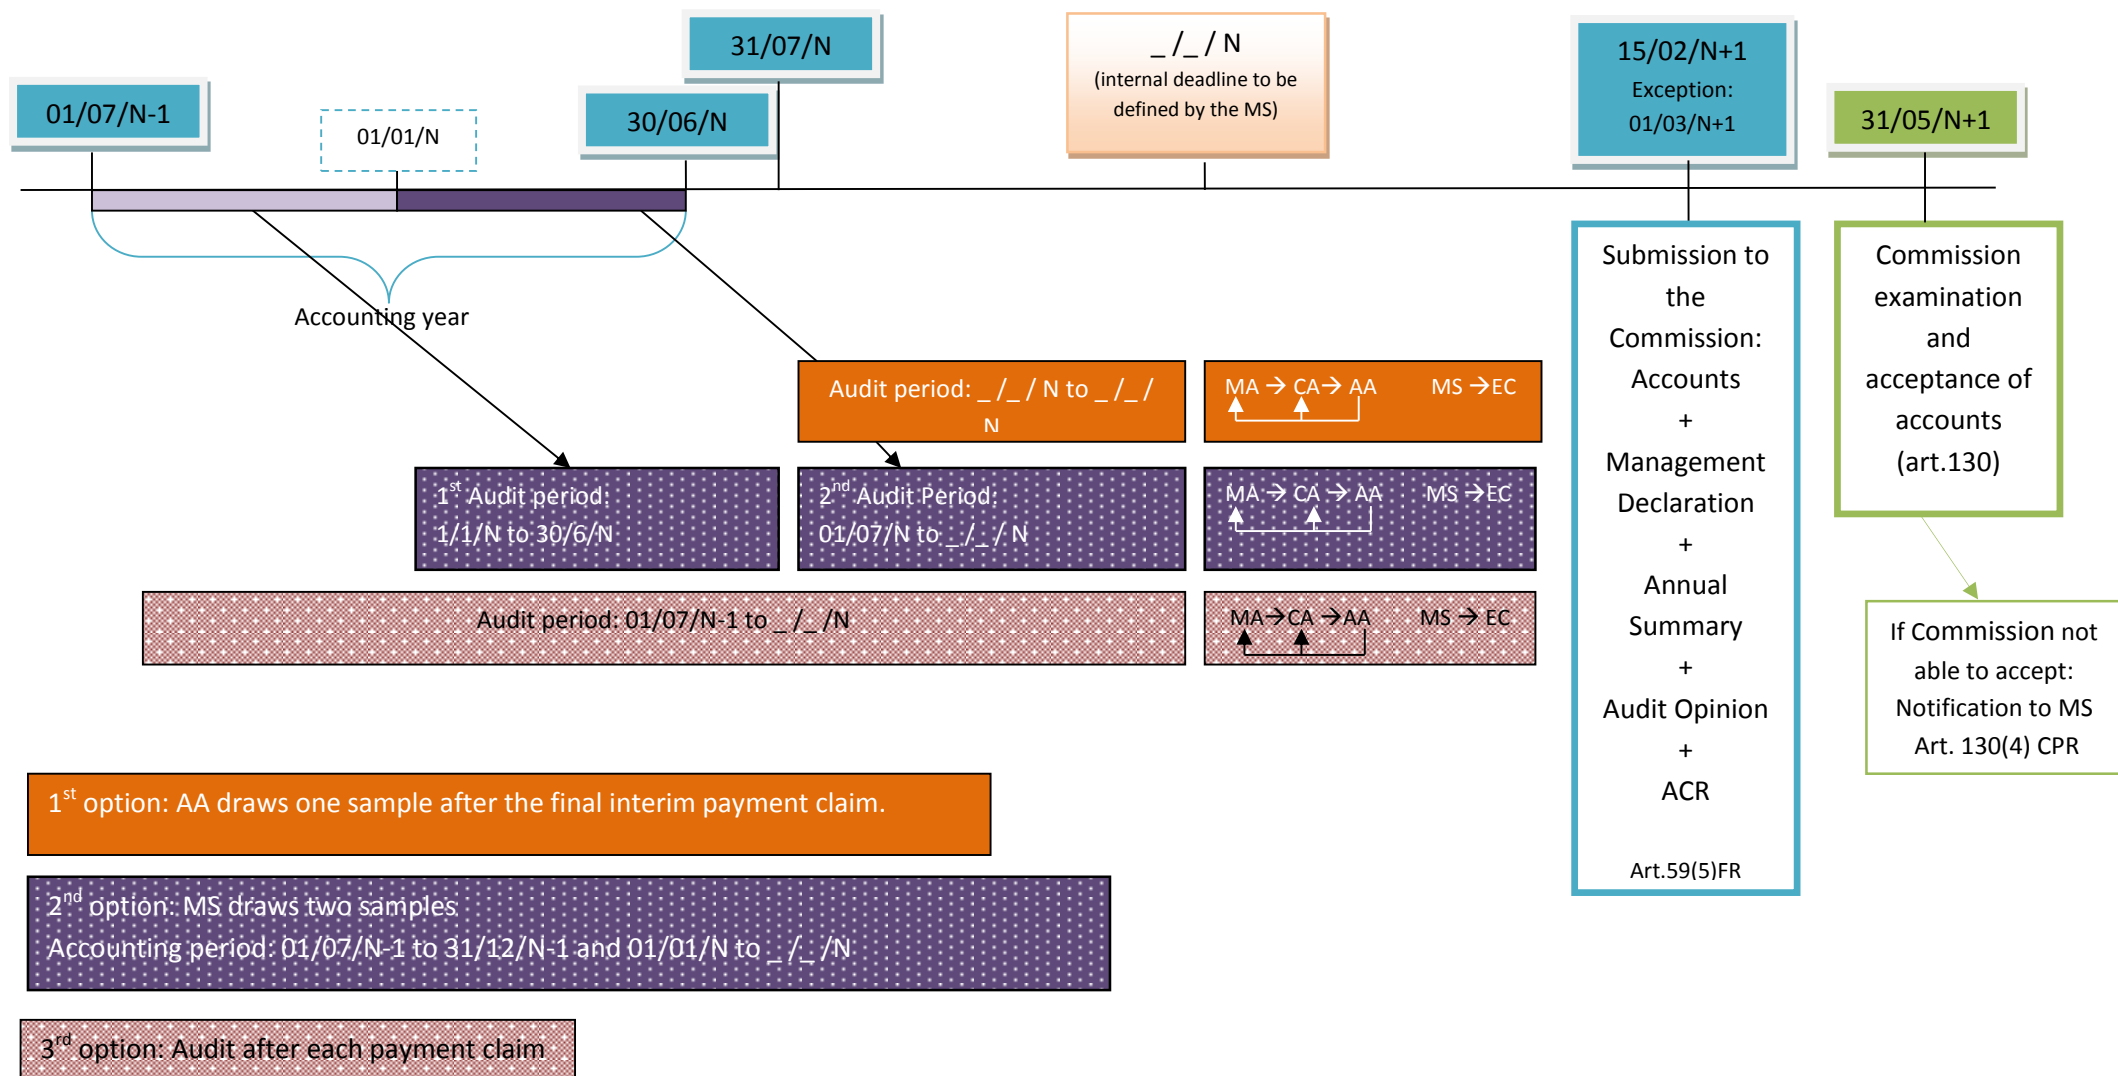 31/07/N
_ /_ / N
(internal deadline to be
defined by the MS)
15/02/N+1
Exception:
01/03/N+1
01/07/N-1
01/01/N
30/06/N
31/05/N+1
Accounting year
Audit period: _ /_ / N to _ /_ /
N
MA → CA → AA MS → EC
1st Audit period:
1/1/N to 30/6/N
2nd Audit Period:
01/07/N to _ /_ / N
MA → CA → AA MS → EC
Audit period: 01/07/N-1 to _ /_ /N
MA → CA → AA MS → EC
Submission to
the
Commission:
Accounts
+
Management
Declaration
+
Annual
Summary
+
Audit Opinion
+
ACR
Art.59(5)FR
Commission
examination
and
acceptance of
accounts
(art.130)
If Commission not
able to accept:
Notification to MS
Art. 130(4) CPR
1st option: AA draws one sample after the final interim payment claim.
2nd option: MS draws two samples
Accounting period: 01/07/N-1 to 31/12/N-1 and 01/01/N to _ /_ /N
3rd option: Audit after each payment claim